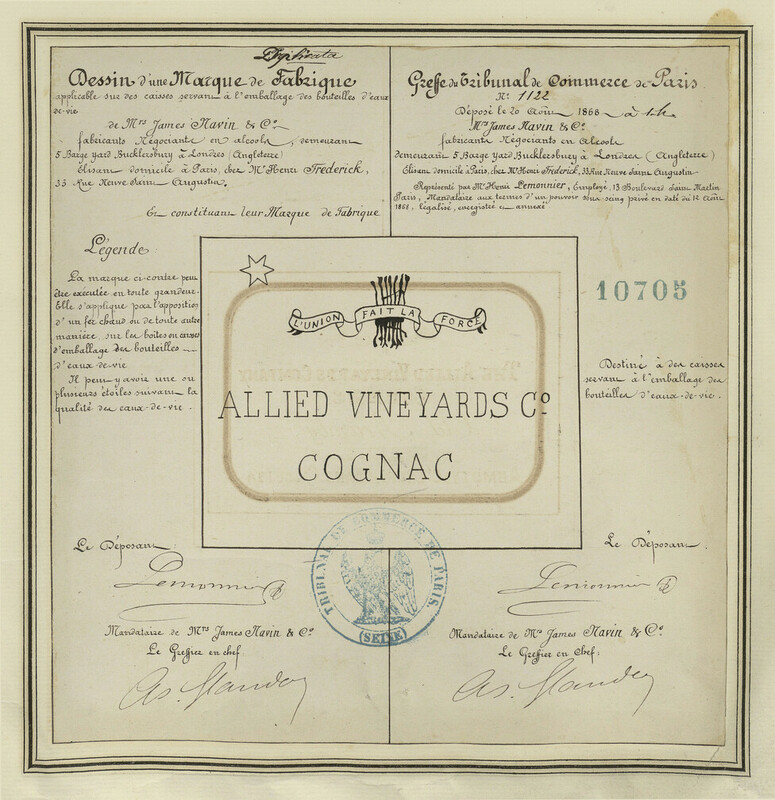 Duplicata
Dessin d'une Marque de Fabrique
applicable sur des caisses servant à l'emballage des bouteilles d'eaux
de-vie
de Mrs James Navin & Co
fabricants Négociants en alcools, demeurant
5 Barge Yard Bucklersbury à Londres (Angleterre)
Elisant domicile à Paris, chez Mr Henri Frederick,
33 Rue Neuve Saint Augustin.
Et constituant leur Marque de Fabrique
Légende
La marque ci-contre peut
être exécutée en toute grandeur.
Elle s'applique par l'apposition
d'un fer chaud ou de toute autre
manière, sur les boîtes ou caisses
d'emballage des bouteilles
d'eaux-de-vie
Il peut y avoir une ou
plusieurs étoiles suivant la
qualité des eaux-de-vie.
Greffe du Tribunal de Commerce de Paris
No 1122
Déposé le 20 Août 1868 à
Mrs James Navin & Co
fabricants Négociants en Alcools
demeurant 5 Barge Yard, Bucklersbury à Londres (Angleterre)
Elisant domicile à Paris, chez Mr Henri Frederick, 33 Rue Neuve Saint Augustin
Représenté par Mr Henri Lemonnier, Employé, 13 Boulevard Saint Martin
Paris, Mandataire aux termes d'un pouvoir sous seing privé en date du 12 Août
1868, légalisé, enregistré et annexé
10705
Destiné à des caisses
servant à l'emballage des
bouteilles d'eaux-de-vie.
L'UNION FAIT LA FORCE
ALLIED VINEYARDS Co
COGNAC
TRIBUNAL DE COMMERCE DE PARIS.
(SEINE)
Le Déposant
Lemonnier
Mandataire de Mrs James Navin & Co
Le Greffier en chef
Le Déposant
Lemonnier
Mandataire de Mrs James Navin & Co
Le Greffier en chef